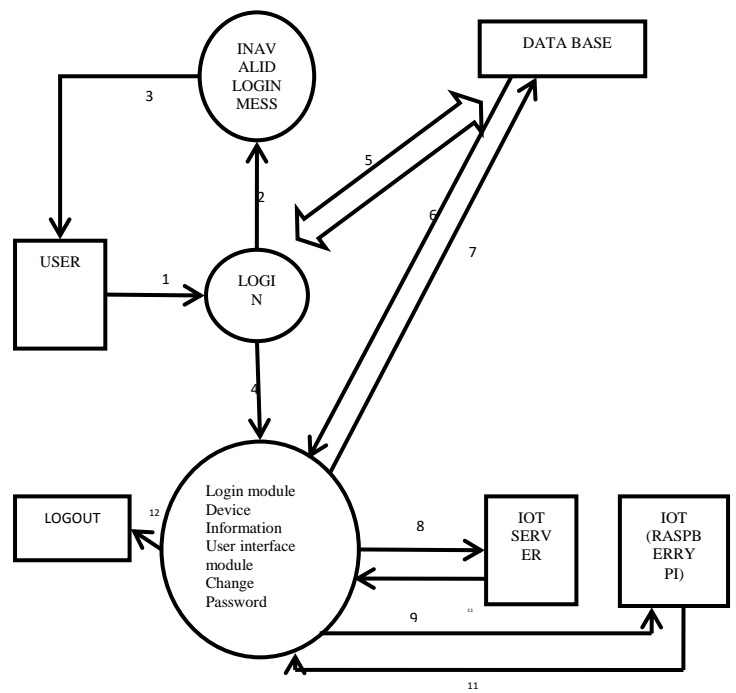 INAV
ALID
LOGIN
MESS
DATA BASE
3
5
2
6
7
USER
1
LOGI
N
4
Login module
Device
Information
User interface
module
Change
Password
LOGOUT
12
8
IOT
SERV
ER
IOT
(RASPB
ERRY
PI)
11
9
11